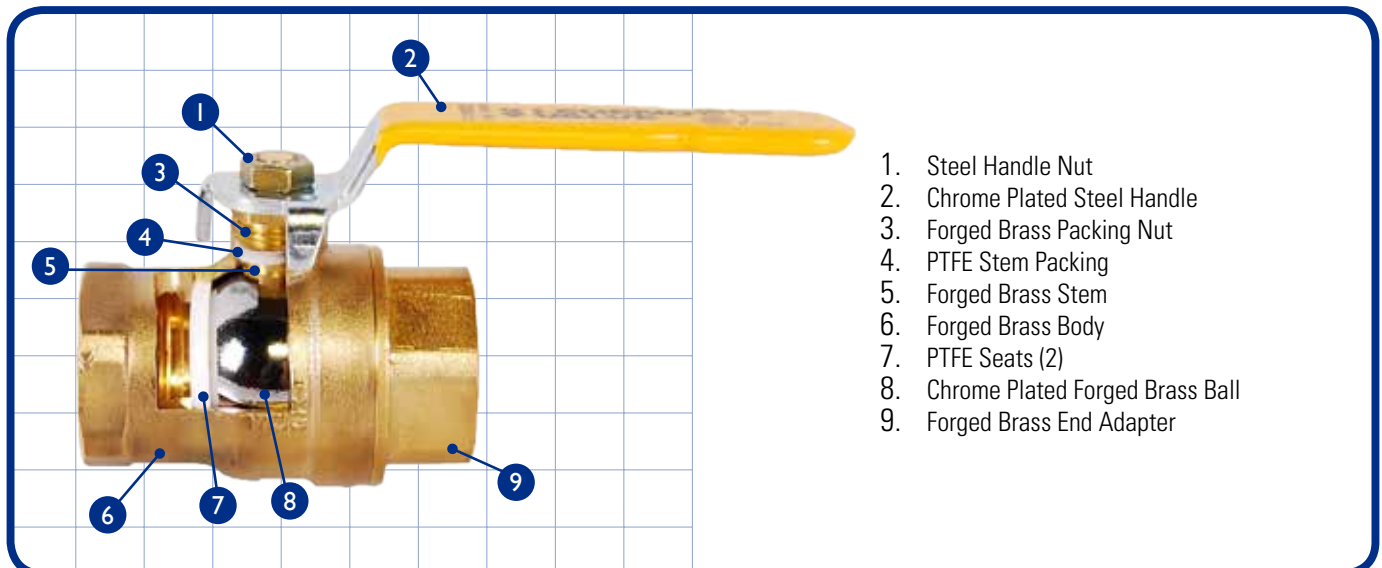 1
2
3
4
5
6
7
8
9
1. Steel Handle Nut
2. Chrome Plated Steel Handle
3. Forged Brass Packing Nut
4. PTFE Stem Packing
5. Forged Brass Stem
6. Forged Brass Body
7. PTFE Seats (2)
8. Chrome Plated Forged Brass Ball
9. Forged Brass End Adapter